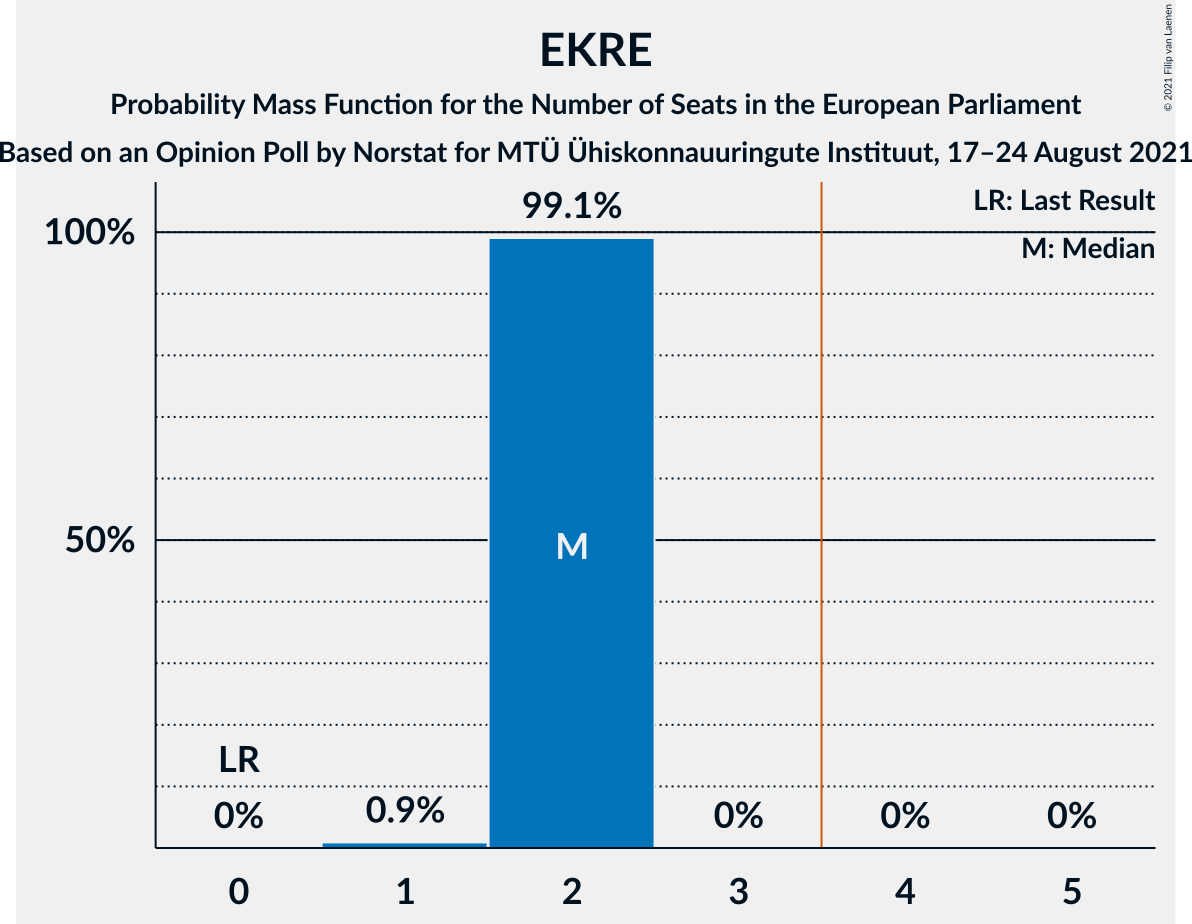 EKRE
Probability Mass Function for the Number of Seats in the European Parliament
Based on an Opinion Poll by Norstat for MTÜ Ühiskonnauuringute Instituut, 17–24 August 2021
© 2021 Filip van Laenen
LR: Last Result
M: Median
99.1%
100%
50%
M
LR
0%
0.9%
0%
0%
0%
0 1 2 3 4 5